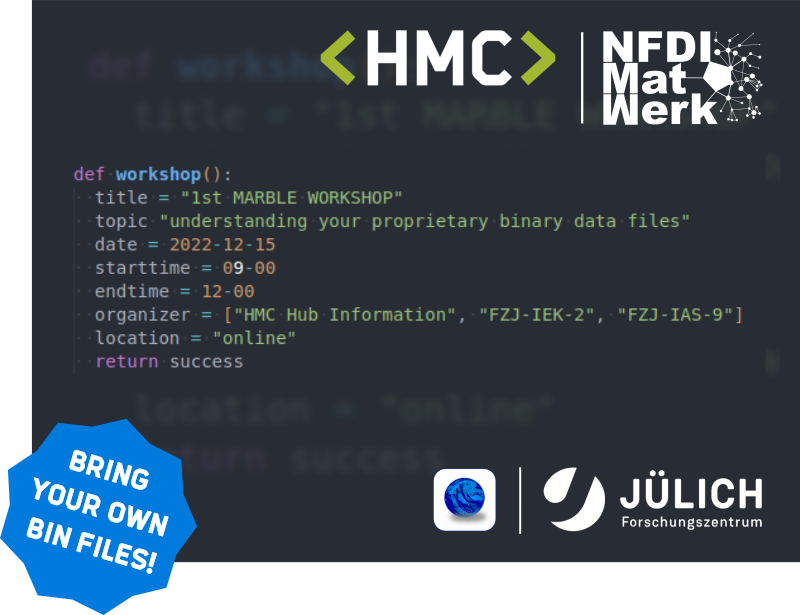 <HMC>
NFDI
Mat
Werk
def workshop():
title = "1st MARBLE WORKSHOP"
topic "understanding your proprietary binary data files"
date = 2022-12-15
starttime = 09-00
endtime = 12-00
organizer = ["HMC Hub Information", "FZJ-IEK-2", "FZJ-IAS-9"]
location = "online"
return success
location = "online"
return success
BRING
YOUR OWN
BIN FILES!
JÜLICH
Forschungszentrum